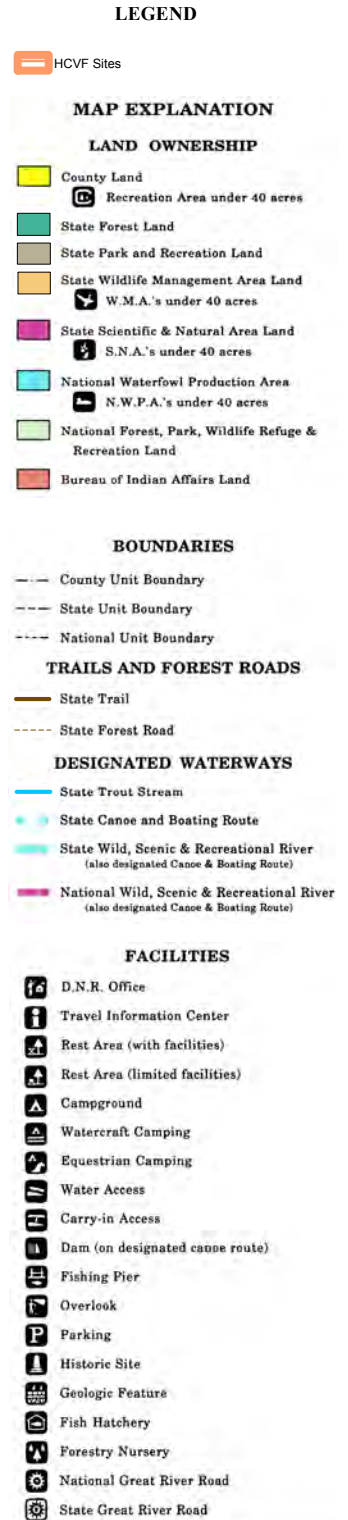 LEGEND
HCVF Sites
MAP EXPLANATION
LAND OWNERSHIP
County Land
Recreation Area under 40 acres
State Forest Land
State Park and Recreation Land
State Wildlife Management Area Land
W.M.A.'s under 40 acres
State Scientific & Natural Area Land
S.N.A.'s under 40 acres
National Waterfowl Production Area
N.W.P.A.'s under 40 acres
National Forest, Park, Wildlife Refuge &
Recreation Land
Bureau of Indian Affairs Land
BOUNDARIES
County Unit Boundary
State Unit Boundary
National Unit Boundary
TRAILS AND FOREST ROADS
State Trail
State Forest Road
DESIGNATED WATERWAYS
State Trout Stream
State Canoe and Boating Route
State Wild, Scenic & Recreational River
(also designated Canoe & Boating Route)
National Wild, Scenic & Recreational River
(also designated Canoe & Boating Route)
FACILITIES
D.N.R. Office
Travel Information Center
Rest Area (with facilities)
Rest Area (limited facilities)
Campground
Watercraft Camping
Equestrian Camping
Water Access
Carry-in Access
Dam (on designated canoe route)
Fishing Pier
Overlook
P Parking
Historic Site
Geologic Feature
Fish Hatchery
Forestry Nursery
National Great River Road
State Great River Road